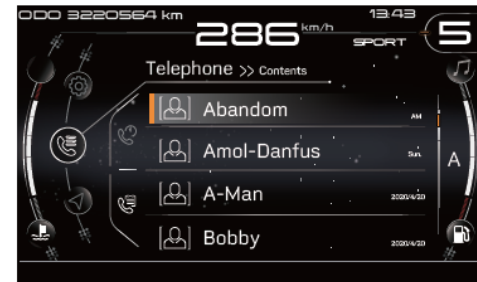 ODO 3220564 km
286 km/h
13:43
SPORT
5
Telephone >> Contents
Abandom AM
Amol-Danfus Sun.
A-Man 2020/4/20
Bobby 2020/4/20
A